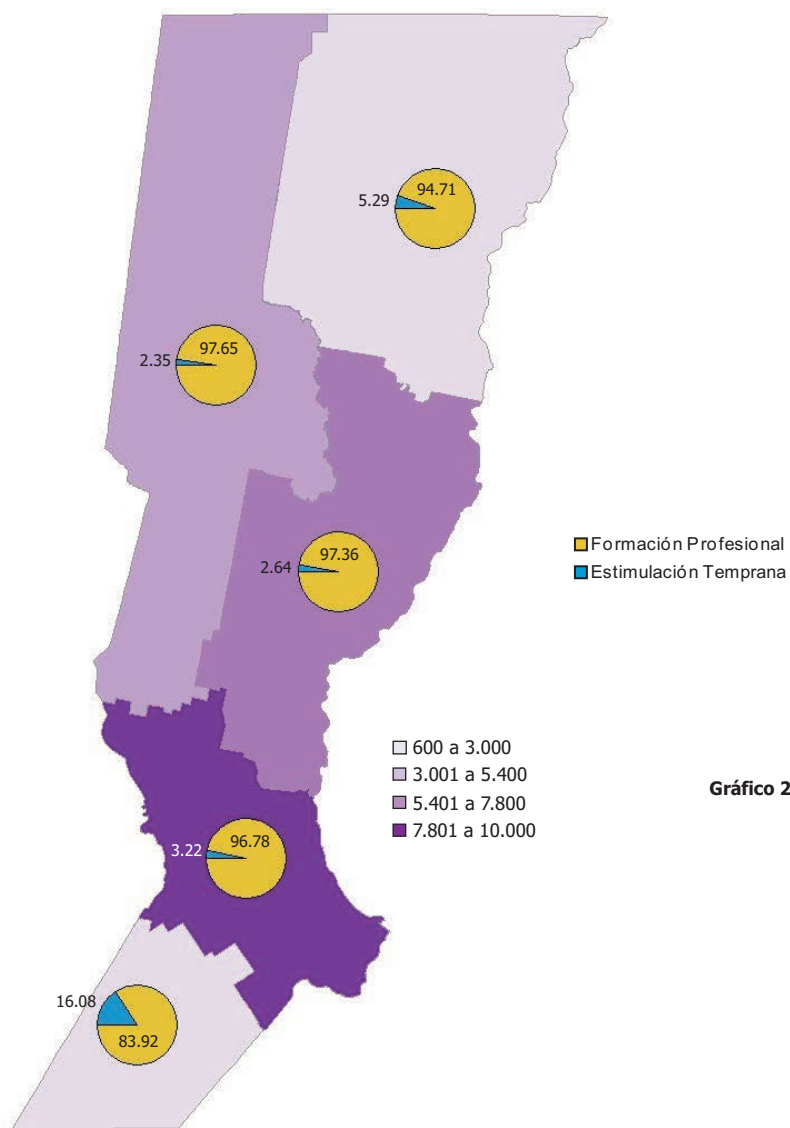 94.71
5.29
97.65
2.35
97.36
2.64
Formación Profesional
Estimulación Temprana
600 a 3.000
3.001 a 5.400
5.401 a 7.800
7.801 a 10.000
Gráfico 2
96.78
3.22
16.08
83.92